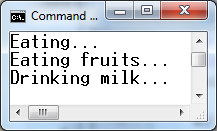 Command ...
Eating...
Eating fruits...
Drinking milk...